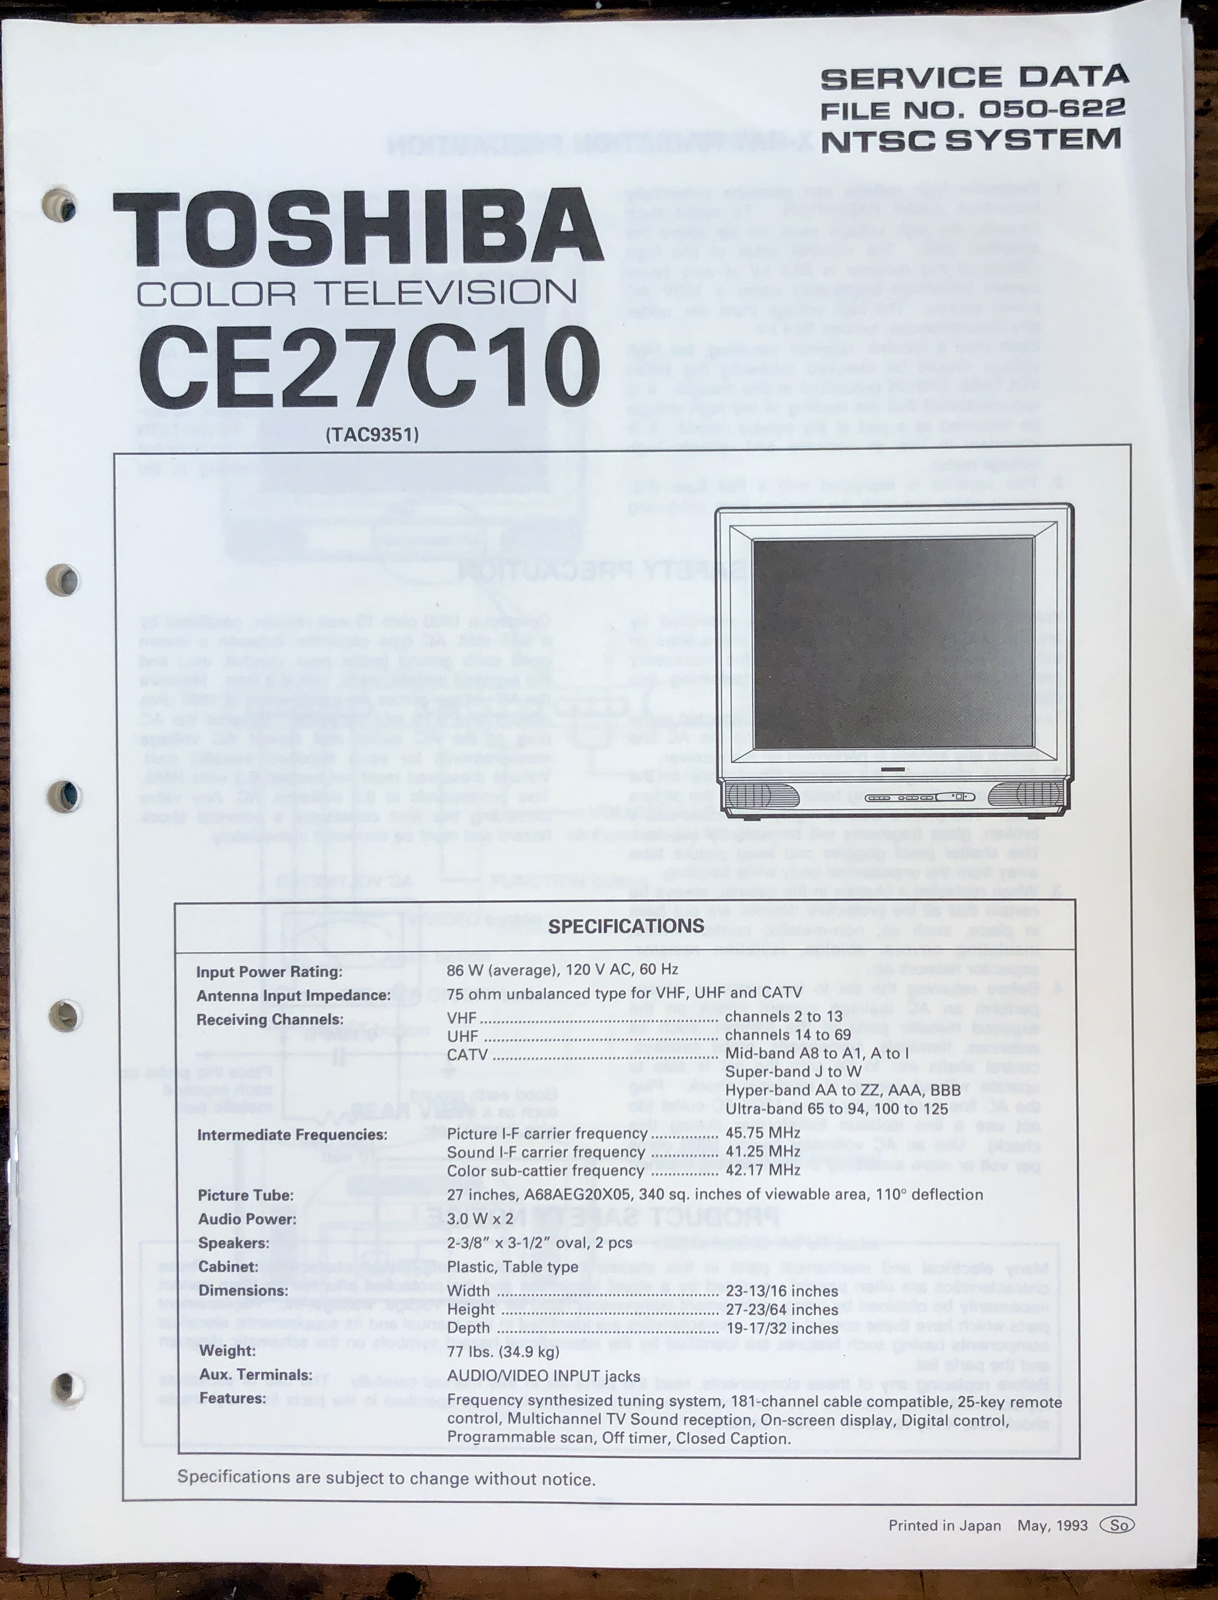 SERVICE DATA
FILE NO. 050-622
NTSC SYSTEM
TOSHIBA
COLOR TELEVISION
CE27C10
(TAC9351)
SPECIFICATIONS
Input Power Rating: 86 W (average), 120 V AC, 60 Hz
Antenna Input Impedance: 75 ohm unbalanced type for VHF, UHF and CATV
Receiving Channels: VHF ........ channels 2 to 13
UHF ........ channels 14 to 69
CATV ........ Mid-band A8 to A1, A to I
Super-band J to W
Hyper-band AA to ZZ, AAA, BBB
Ultra-band 65 to 94, 100 to 125
Intermediate Frequencies: Picture I-F carrier frequency ........ 45.75 MHz
Sound I-F carrier frequency ........ 41.25 MHz
Color sub-cattier frequency ........ 42.17 MHz
Picture Tube: 27 inches, A68AEG20X05, 340 sq. inches of viewable area, 110° deflection
Audio Power: 3.0 W x 2
Speakers: 2-3/8" x 3-1/2" oval, 2 pcs
Cabinet: Plastic, Table type
Dimensions: Width ........ 23-13/16 inches
Height ........ 27-23/64 inches
Depth ........ 19-17/32 inches
Weight: 77 lbs. (34.9 kg)
Aux. Terminals: AUDIO/VIDEO INPUT jacks
Features: Frequency synthesized tuning system, 181-channel cable compatible, 25-key remote
control, Multichannel TV Sound reception, On-screen display, Digital control,
Programmable scan, Off timer, Closed Caption.
Specifications are subject to change without notice.
Printed in Japan May, 1993 So